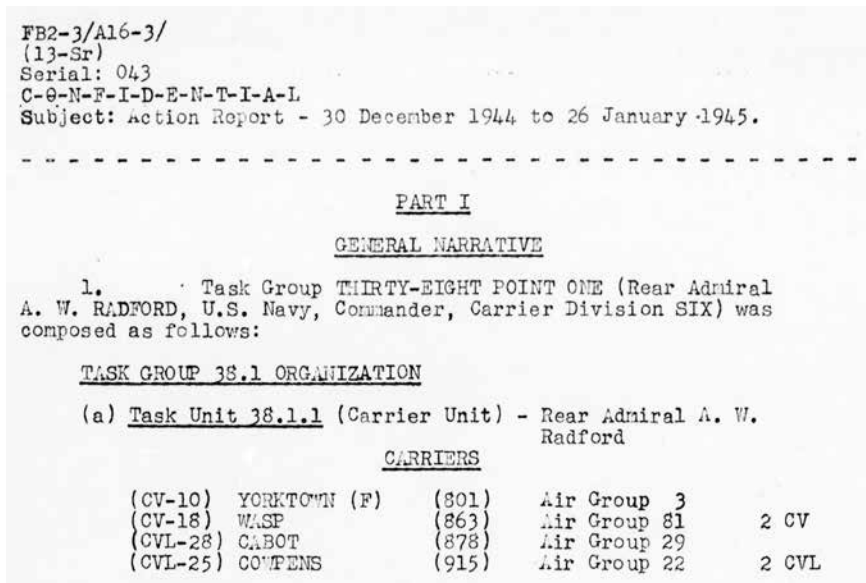 FB2-3/A16-3/
(13-Sr)
Serial: 043
C-O-N-F-I-D-E-N-T-I-A-L
Subject: Action Report - 30 December 1944 to 26 January 1945.
- - - - - - - - - - - - - - - - - - - - - - - - - - - - - - - - - - -
PART I
GENERAL NARRATIVE
1. Task Group THIRTY-EIGHT POINT ONE (Rear Admiral
A. W. RADFORD, U.S. Navy, Commander, Carrier Division SIX) was
composed as follows:
TASK GROUP 38.1 ORGANIZATION
(a) Task Unit 38.1.1 (Carrier Unit) - Rear Admiral A. W.
Radford
CARRIERS
(CV-10) YORKTOWN (F) (801) Air Group 3
(CV-18) WASP (863) Air Group 81 2 CV
(CVL-28) CABOT (878) Air Group 29
(CVL-25) COWPENS (915) Air Group 22 2 CVL